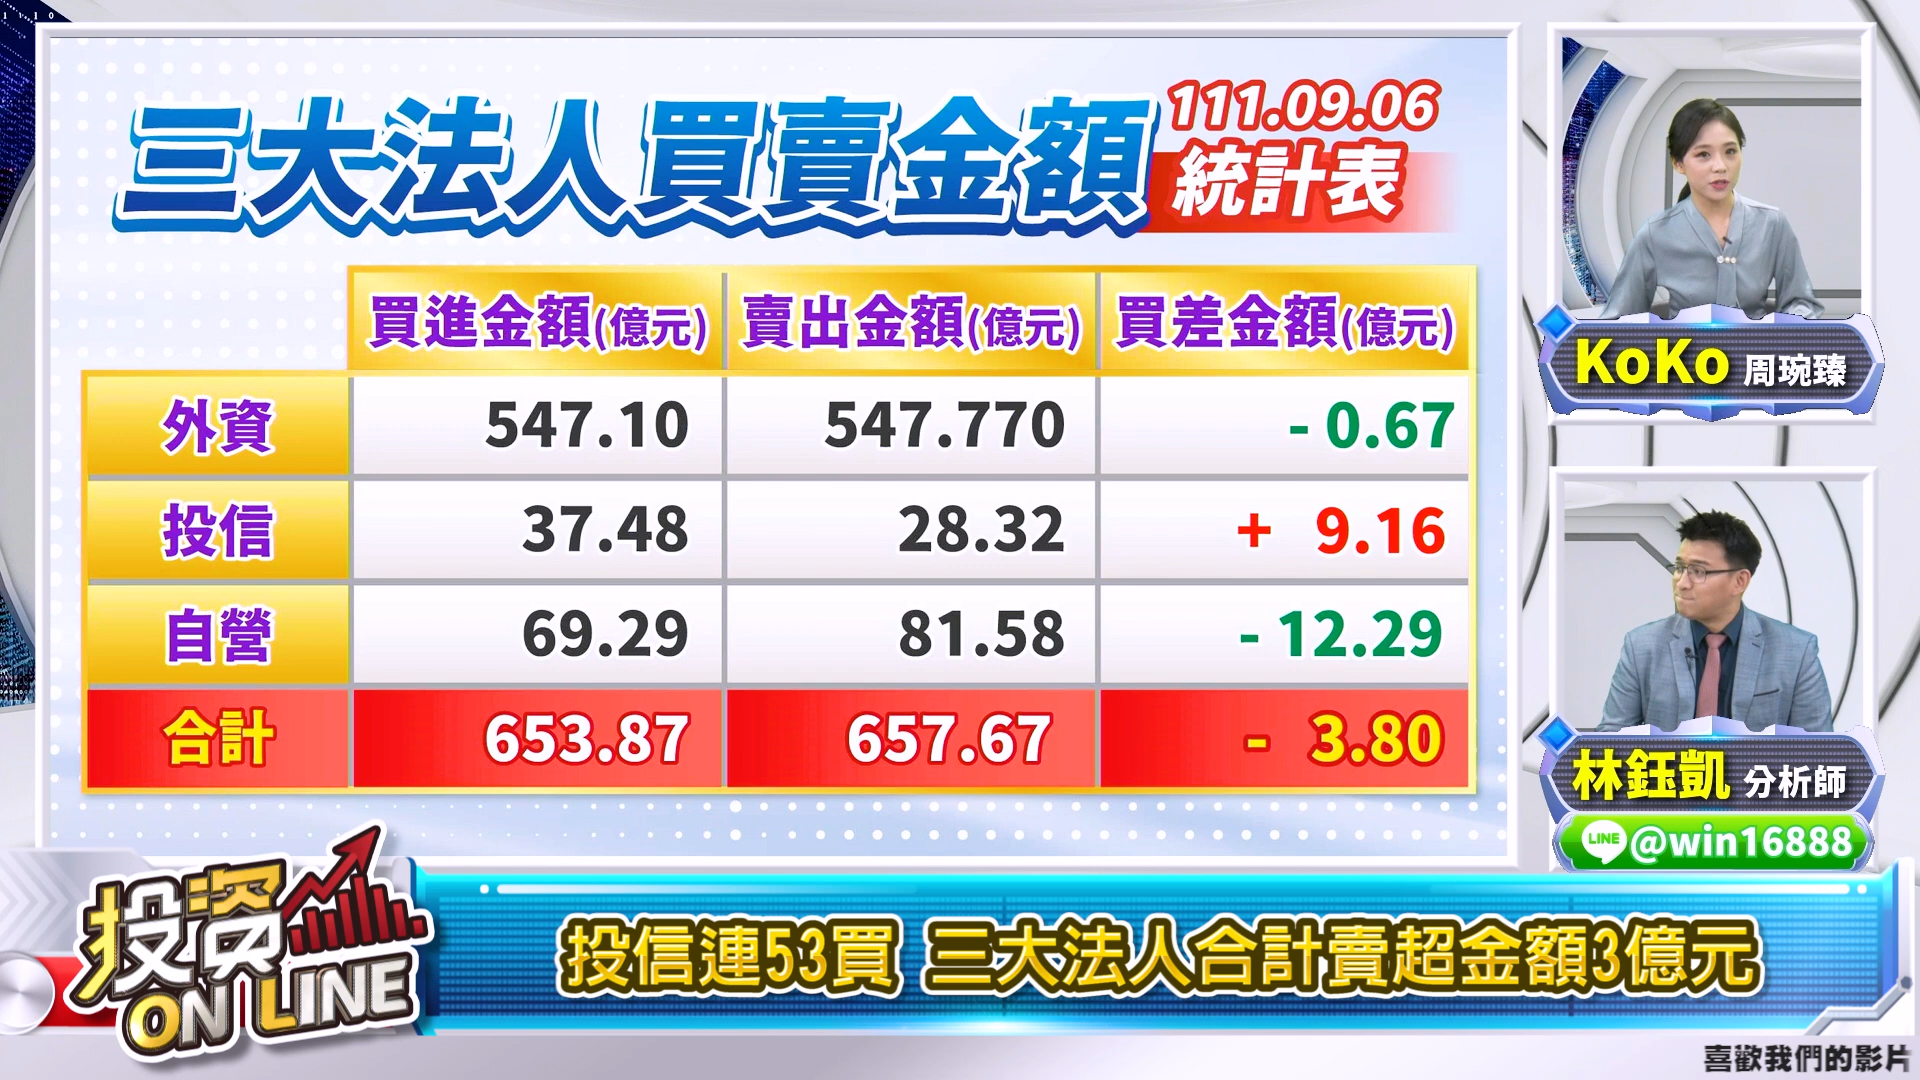 三大法人買賣金額
111.09.06
統計表
買進金額(億元) 賣出金額(億元) 買差金額(億元)
外資 547.10 547.770 - 0.67
投信 37.48 28.32 + 9.16
自營 69.29 81.58 - 12.29
合計 653.87 657.67 - 3.80
KoKo 周琬臻
林鈺凱 分析師
LINE @win16888
投資
ON LINE
投信連53買 三大法人合計賣超金額3億元
喜歡我們的影片